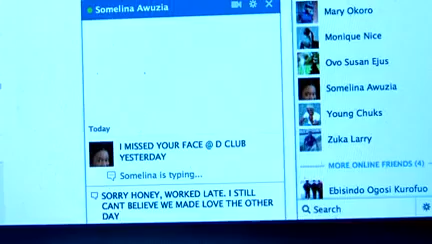 Somelina Awuzia
Mary Okoro
Monique Nice
Ovo Susan Ejus
Somelina Awuzia
Young Chuks
Zuka Larry
MORE ONLINE FRIENDS (4)
Ebisindo Ogosi Kurofuo
Search
Today
I MISSED YOUR FACE @ D CLUB
YESTERDAY
Somelina is typing...
SORRY HONEY, WORKED LATE. I STILL
CANT BELIEVE WE MADE LOVE THE OTHER
DAY